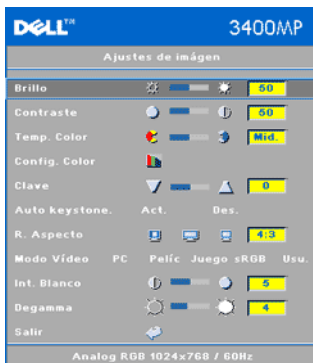 DELL™ 3400MP
Ajustes de imágen
Brillo 50
Contraste 50
Temp. Color Mid.
Config. Color
Clave 0
Auto keystone. Act. Des.
R. Aspecto 4:3
Modo Vídeo PC Pelíc Juego sRGB Usu.
Int. Blanco 5
Degamma 4
Salir
Analog RGB 1024x768 / 60Hz